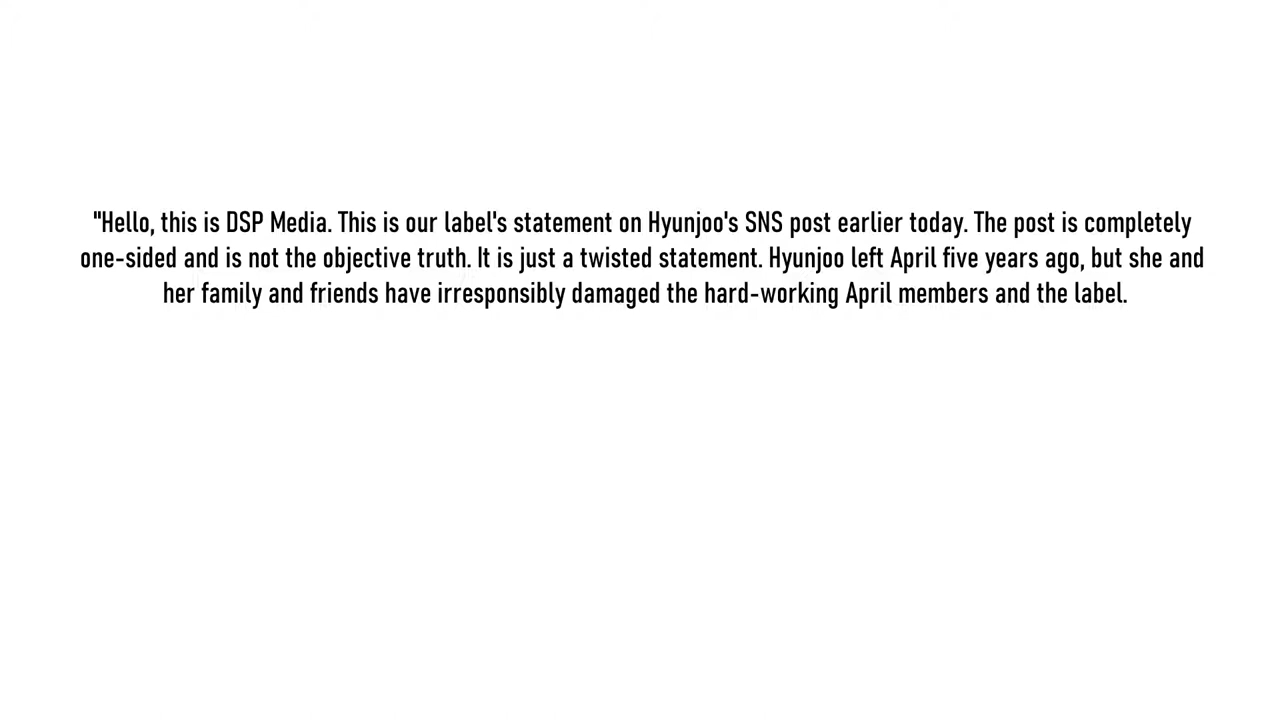 "Hello, this is DSP Media. This is our label's statement on Hyunjoo's SNS post earlier today. The post is completely
one-sided and is not the objective truth. It is just a twisted statement. Hyunjoo left April five years ago, but she and
her family and friends have irresponsibly damaged the hard-working April members and the label.